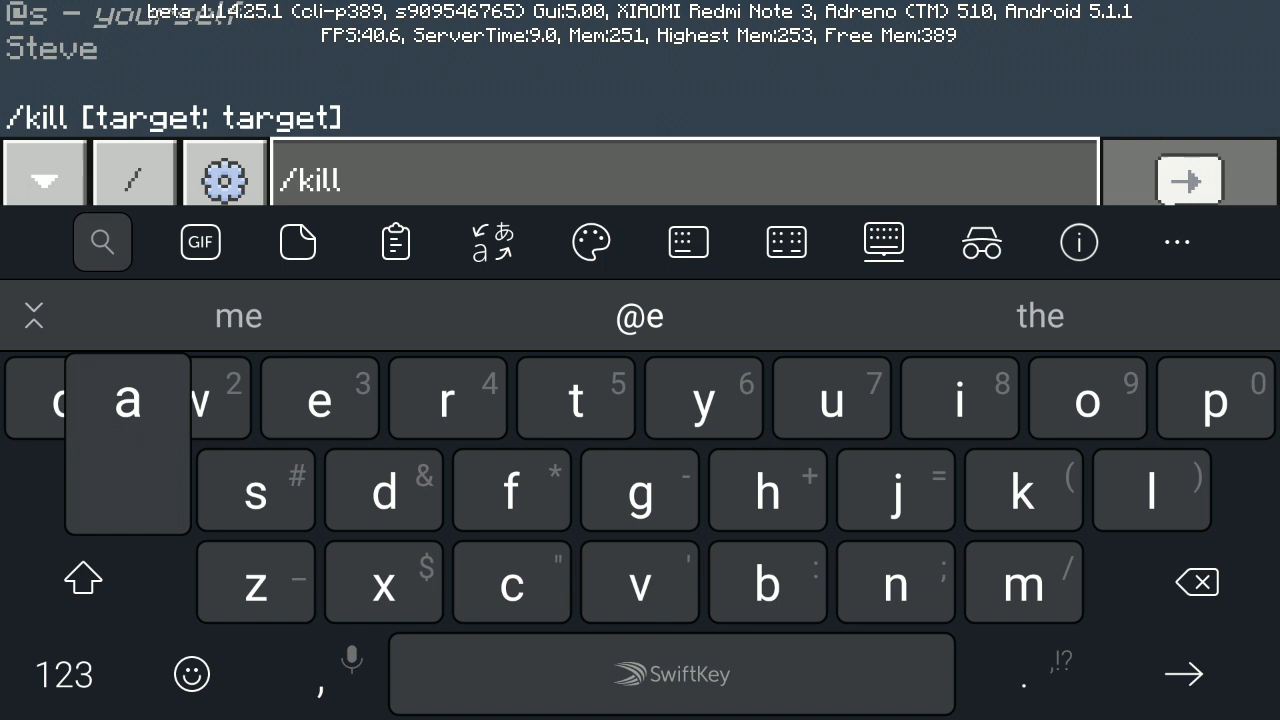 @s - yourself
beta 1.14.25.1 (cli-p389, s909546765) Gui:5.00, XIAOMI Redmi Note 3, Adreno (TM) 510, Android 5.1.1
FPS:40.6, ServerTime:9.0, Mem:251, Highest Mem:253, Free Mem:389
Steve
/kill [target: target]
/ /kill
GIF あ a i ...
me @e the
a w 2 e 3 r 4 t 5 y 6 u 7 i 8 o 9 p 0
s # d & f * g - h + j = k ( l )
z _ x $ c " v ' b : n ; m /
123 , SwiftKey . ,!?